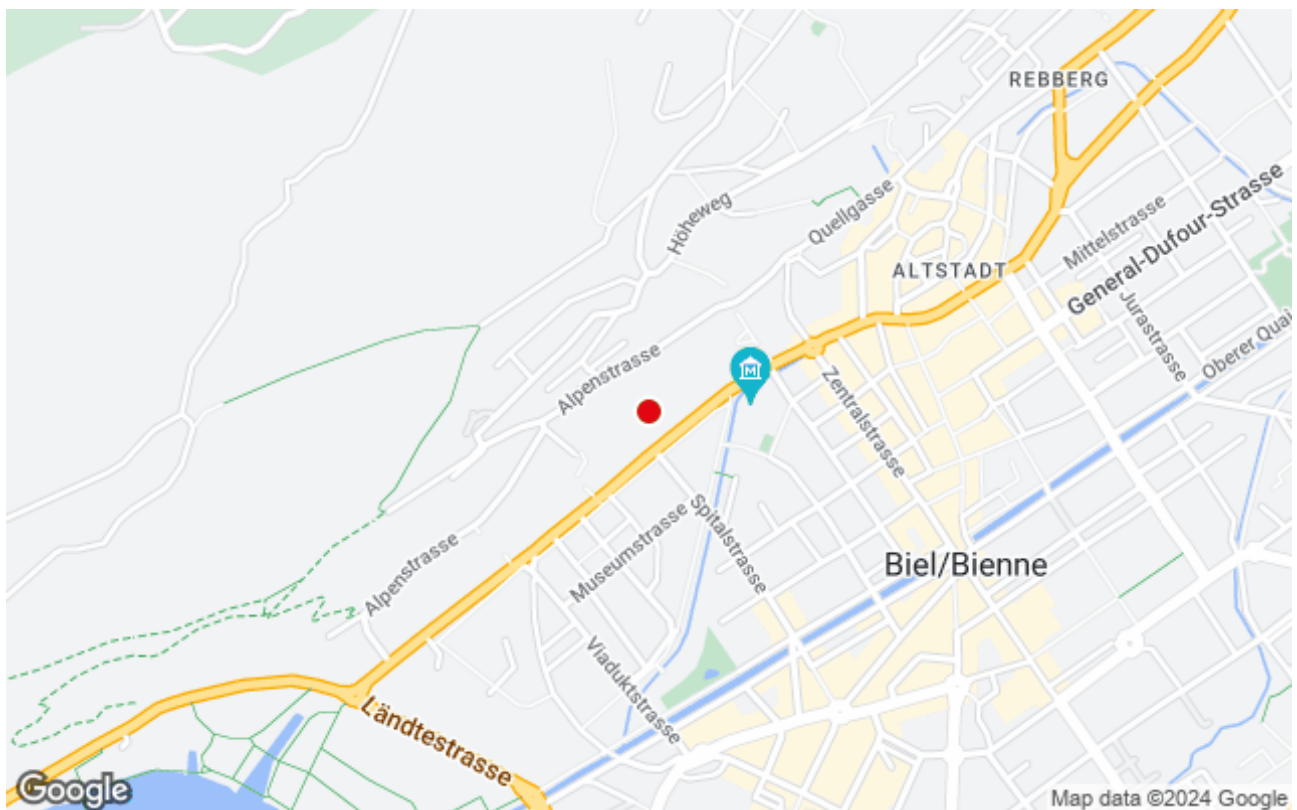 REBBERG
Höheweg
Quellgasse
Mittelstrasse
General-Dufour-Strasse
ALTSTADT
Jurastrasse
Oberer Quai
Alpenstrasse
M
Zentralstrasse
Spitalstrasse
Museumstrasse
Biel/Bienne
Alpenstrasse
Viaduktstrasse
Ländtestrasse
Google
Map data ©2024 Google